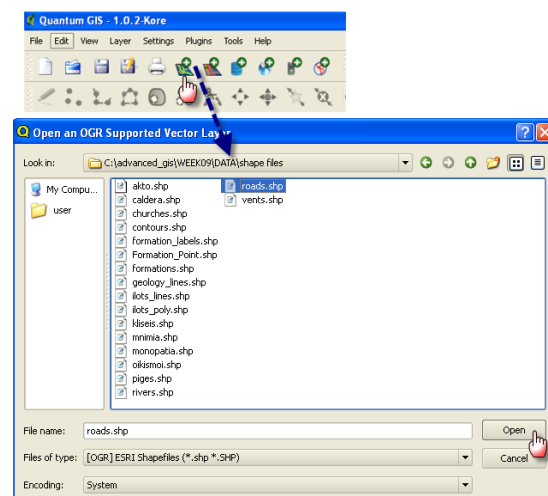 Quantum GIS - 1.0.2-Kore
File Edit View Layer Settings Plugins Tools Help
Open an OGR Supported Vector Layer
Look in: C:\advanced_gis\WEEK09\DATA\shape files
My Compu...
user
akto.shp
caldera.shp
churches.shp
contours.shp
formation_labels.shp
Formation_Point.shp
formations.shp
geology_lines.shp
ilots_lines.shp
ilots_poly.shp
kliseis.shp
mnimia.shp
monopatia.shp
oikismoi.shp
piges.shp
rivers.shp
roads.shp
vents.shp
File name: roads.shp Open
Files of type: [OGR] ESRI Shapefiles (*.shp *.SHP) Cancel
Encoding: System